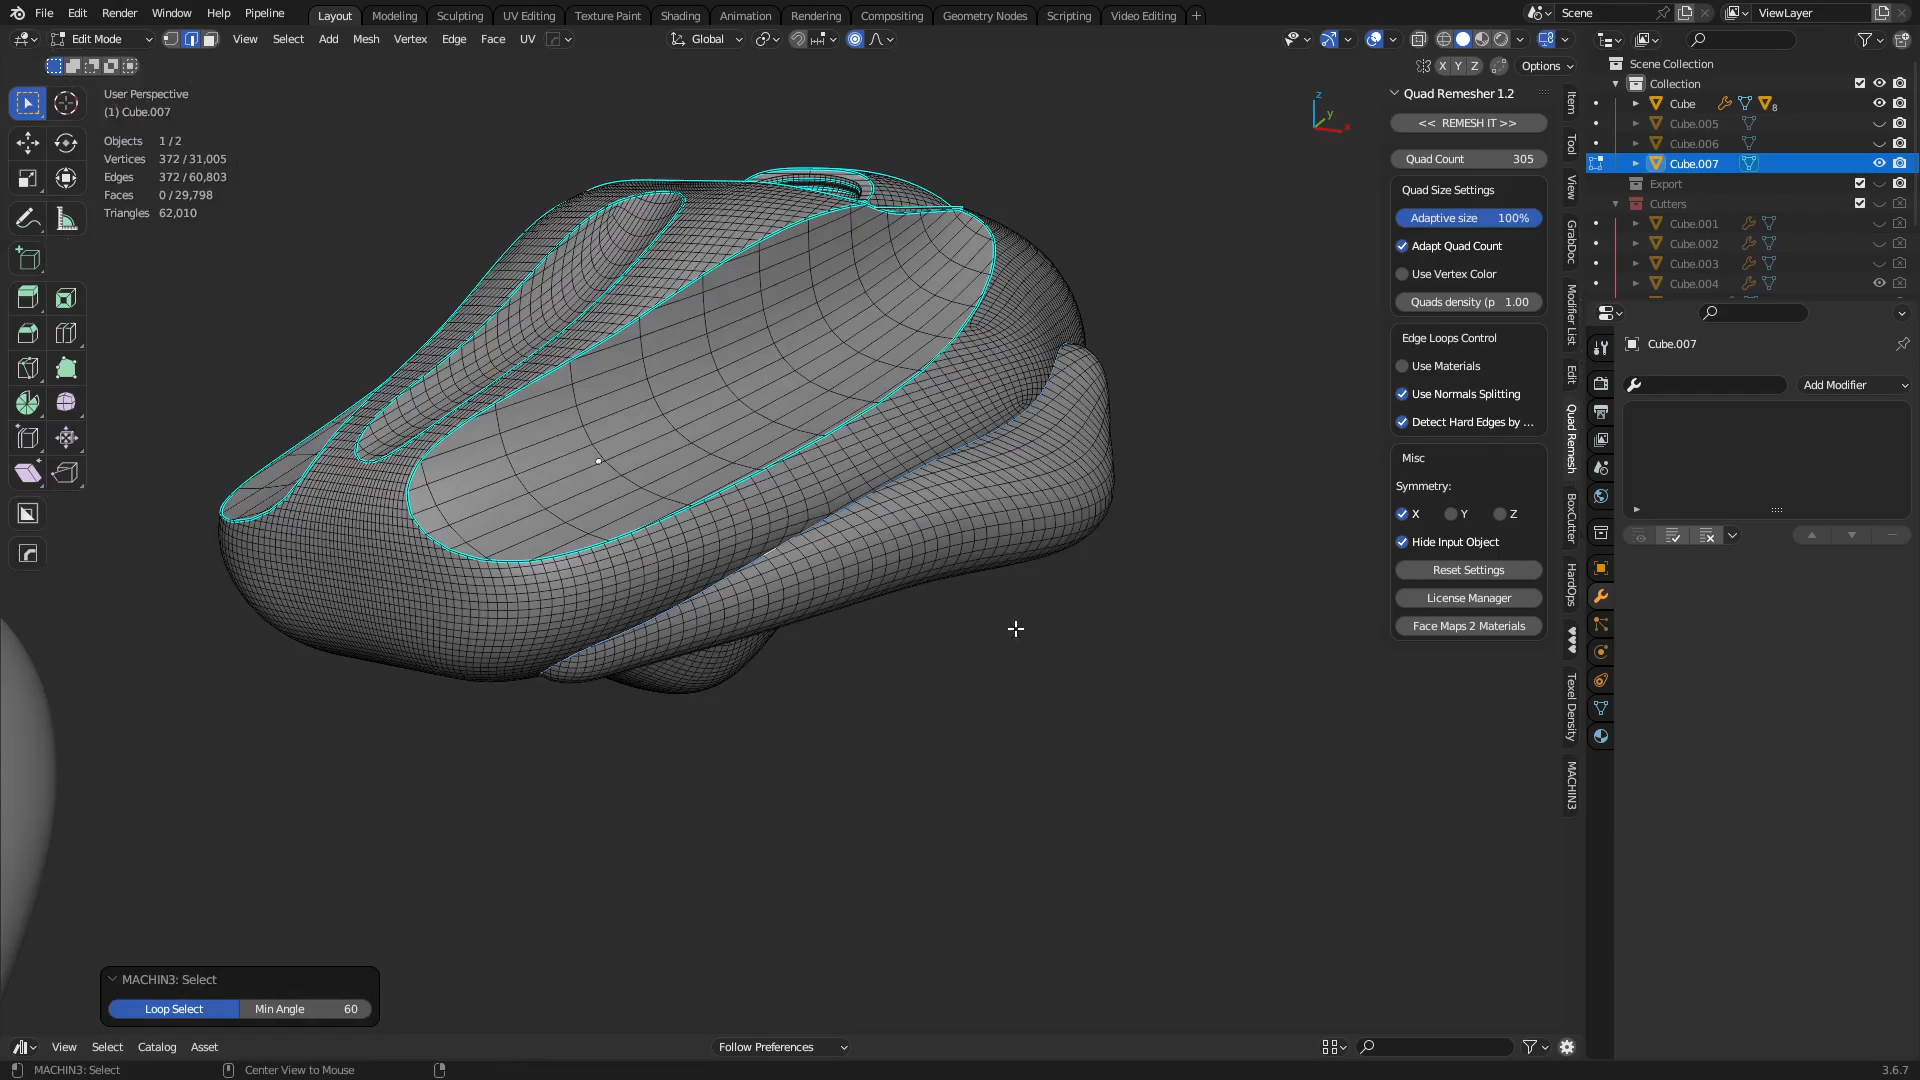 File Edit Render Window Help Pipeline Layout Modeling Sculpting UV Editing Texture Paint Shading Animation Rendering Compositing Geometry Nodes Scripting Video Editing + Scene ViewLayer
Edit Mode View Select Add Mesh Vertex Edge Face UV Global
X Y Z Options
User Perspective
(1) Cube.007
Objects 1 / 2
Vertices 372 / 31,005
Edges 372 / 60,803
Faces 0 / 29,798
Triangles 62,010
Z
Y
X
Quad Remesher 1.2
<< REMESH IT >>
Quad Count 305
Quad Size Settings
Adaptive size 100%
Adapt Quad Count
Use Vertex Color
Quads density (p 1.00
Edge Loops Control
Use Materials
Use Normals Splitting
Detect Hard Edges by ...
Misc
Symmetry:
X Y Z
Hide Input Object
Reset Settings
License Manager
Face Maps 2 Materials
Item
Tool
View
GrabDoc
Modifier List
Edit
Quad Remesh
BoxCutter
HardOps
♥♥♥
Texel Density
MACHIN3
Scene Collection
Collection
Cube 8
Cube.005
Cube.006
Cube.007
Export
Cutters
Cube.001
Cube.002
Cube.003
Cube.004
Cube.007
Add Modifier
MACHIN3: Select
Loop Select Min Angle 60
View Select Catalog Asset Follow Preferences
MACHIN3: Select Center View to Mouse 3.6.7